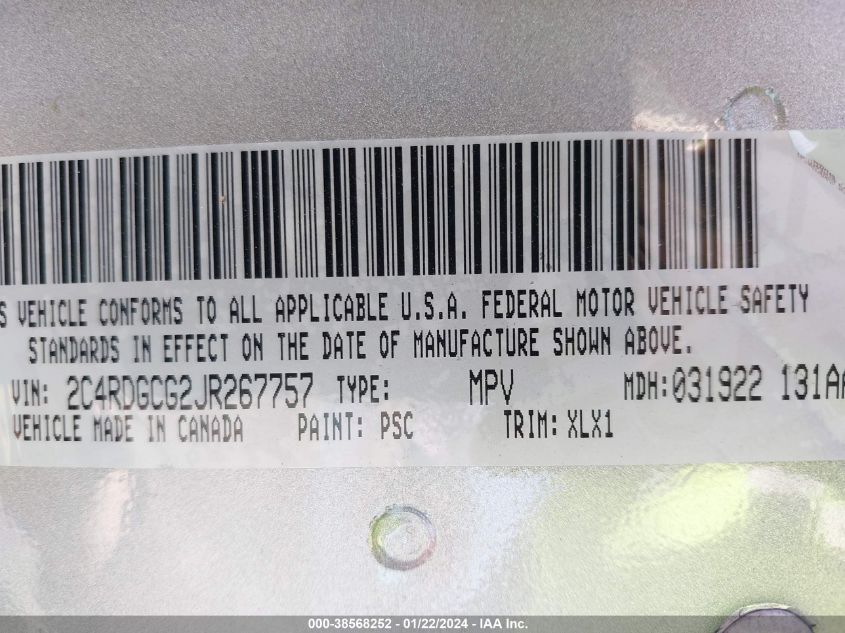 S VEHICLE CONFORMS TO ALL APPLICABLE U.S.A. FEDERAL MOTOR VEHICLE SAFETY
STANDARDS IN EFFECT ON THE DATE OF MANUFACTURE SHOWN ABOVE.
VIN: 2C4RDGCG2JR267757 TYPE: MPV MDH: 031922 131AA
VEHICLE MADE IN CANADA PAINT: PSC TRIM: XLX1
000-38568252 - 01/22/2024 - IAA Inc.